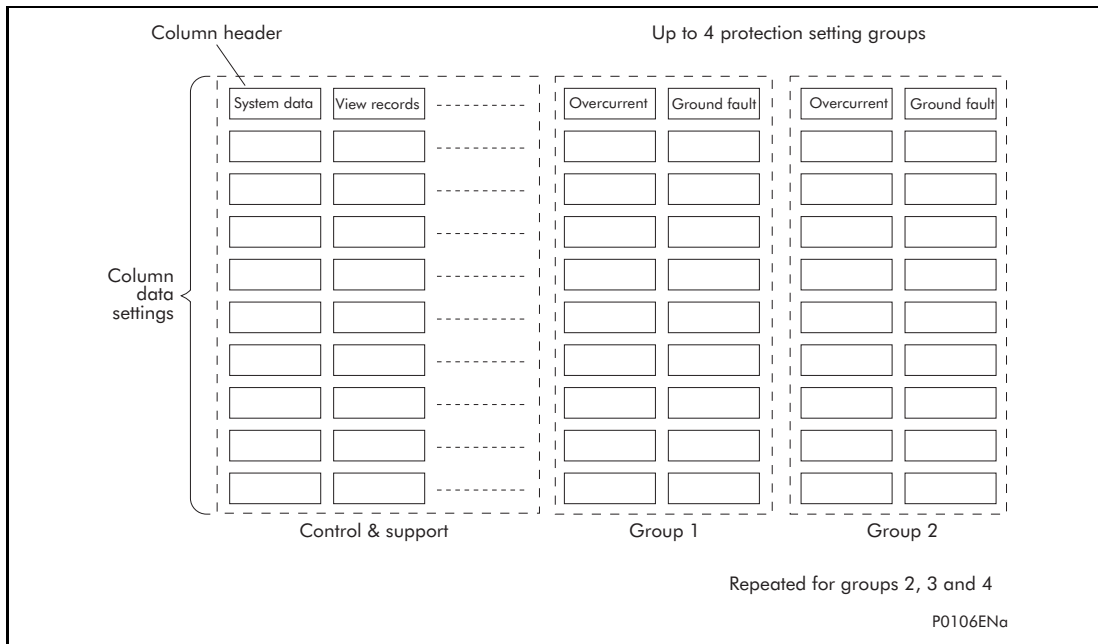 Column header
Up to 4 protection setting groups
System data
View records
Overcurrent
Ground fault
Overcurrent
Ground fault
Column
data
settings
Control & support
Group 1
Group 2
Repeated for groups 2, 3 and 4
P0106ENa